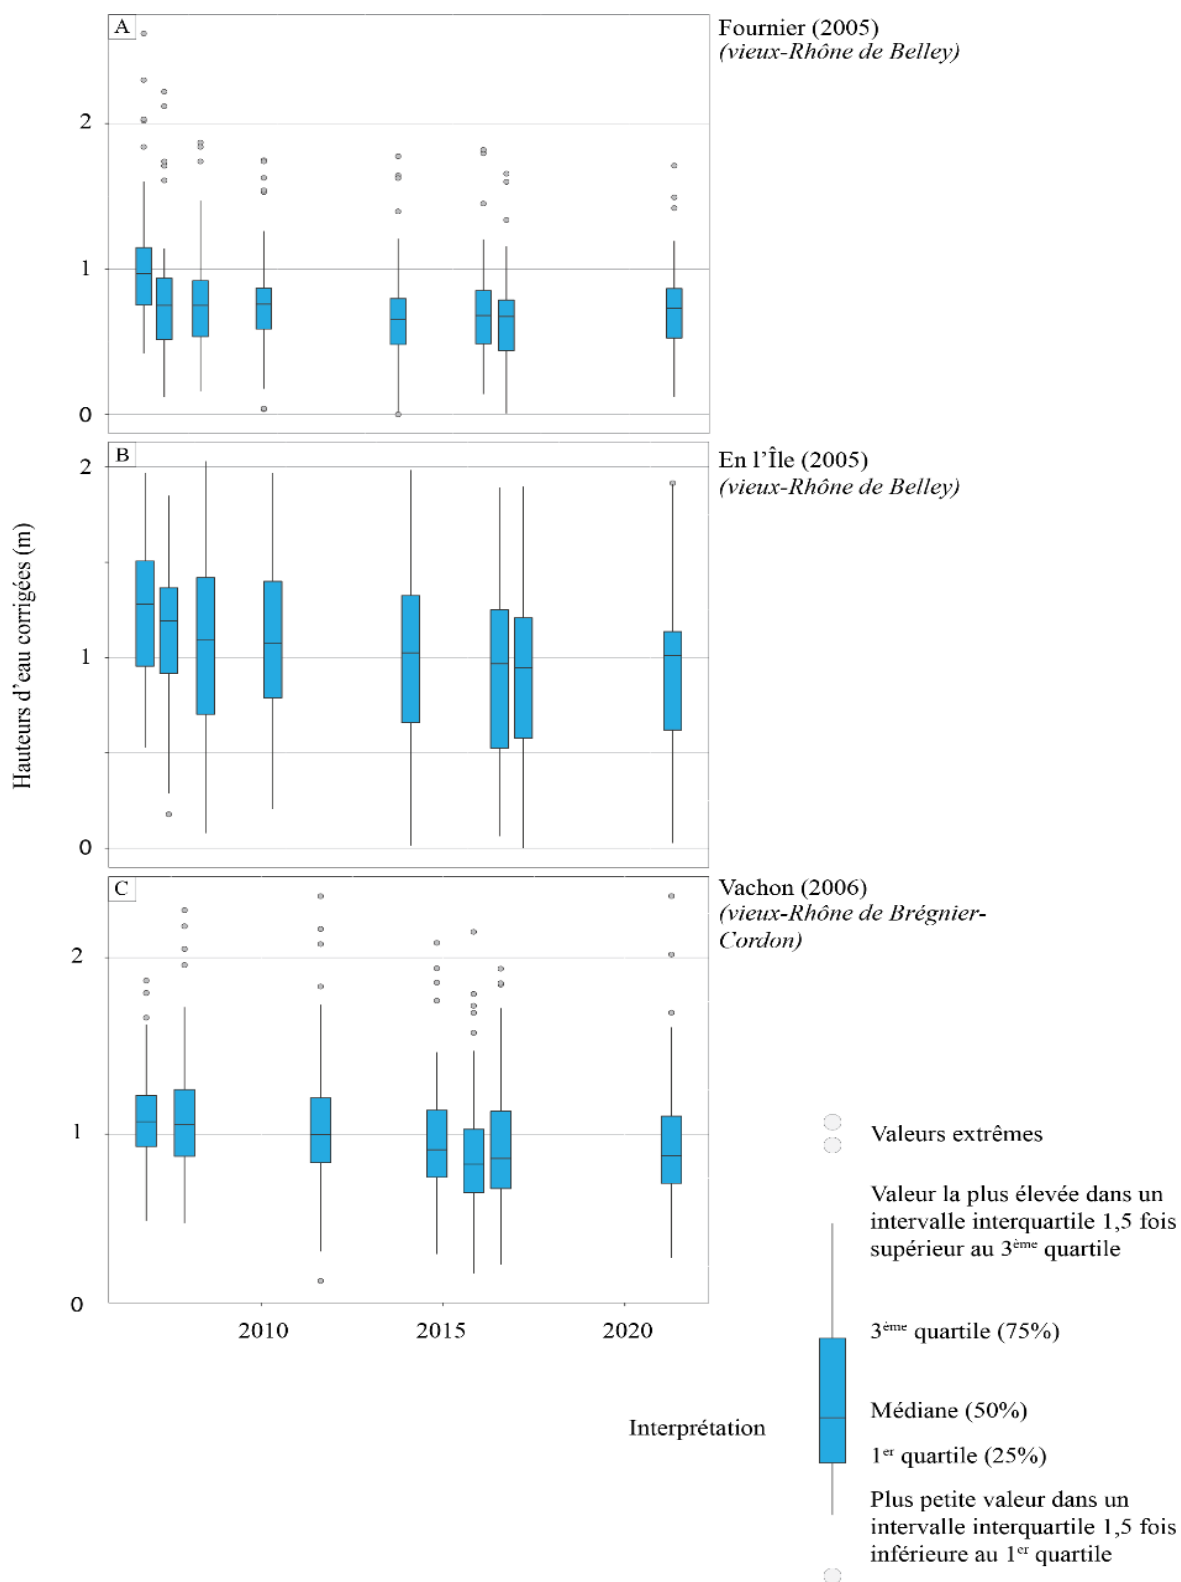 A
Fournier (2005)
(vieux-Rhône de Belley)
2
1
0
B
En l'Île (2005)
(vieux-Rhône de Belley)
2
1
0
Hauteurs d'eau corrigées (m)
C
Vachon (2006)
(vieux-Rhône de Brégnier-
Cordon)
2
1
0
2010
2015
2020
Valeurs extrêmes
Valeur la plus élevée dans un
intervalle interquartile 1,5 fois
supérieur au 3ème quartile
3ème quartile (75%)
Interprétation
Médiane (50%)
1er quartile (25%)
Plus petite valeur dans un
intervalle interquartile 1,5 fois
inférieure au 1er quartile